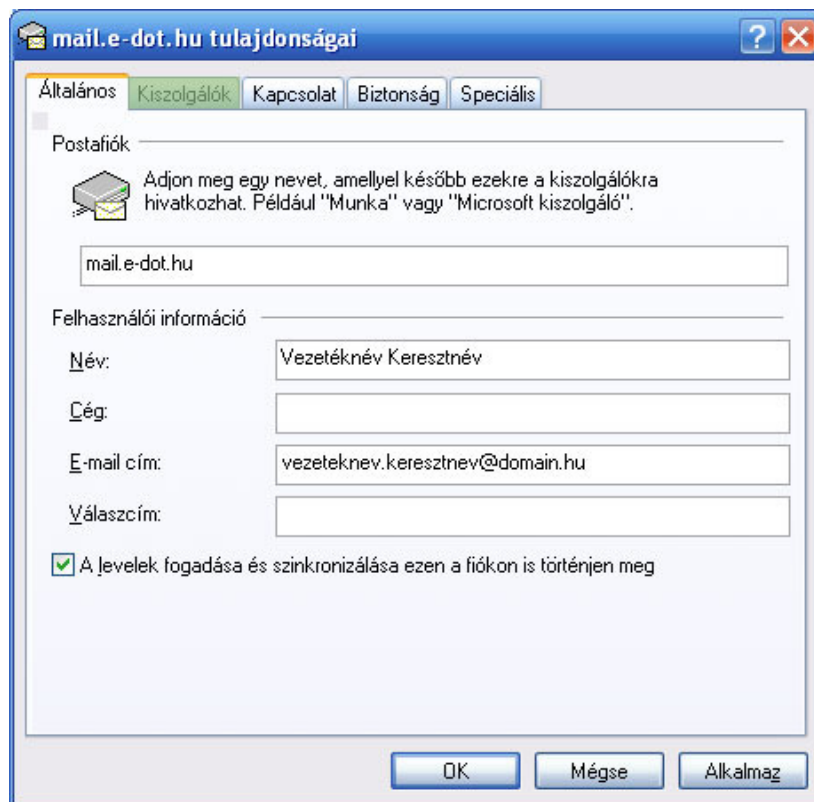 mail.e-dot.hu tulajdonságai
Általános Kiszolgálók Kapcsolat Biztonság Speciális
Postafiók
Adjon meg egy nevet, amellyel később ezekre a kiszolgálókra
hivatkozhat. Például "Munka" vagy "Microsoft kiszolgáló".
mail.e-dot.hu
Felhasználói információ
Név: Vezetéknév Keresztnév
Cég:
E-mail cím: vezeteknev.keresztnev@domain.hu
Válaszcím:
A levelek fogadása és szinkronizálása ezen a fiókon is történjen meg
OK Mégse Alkalmaz